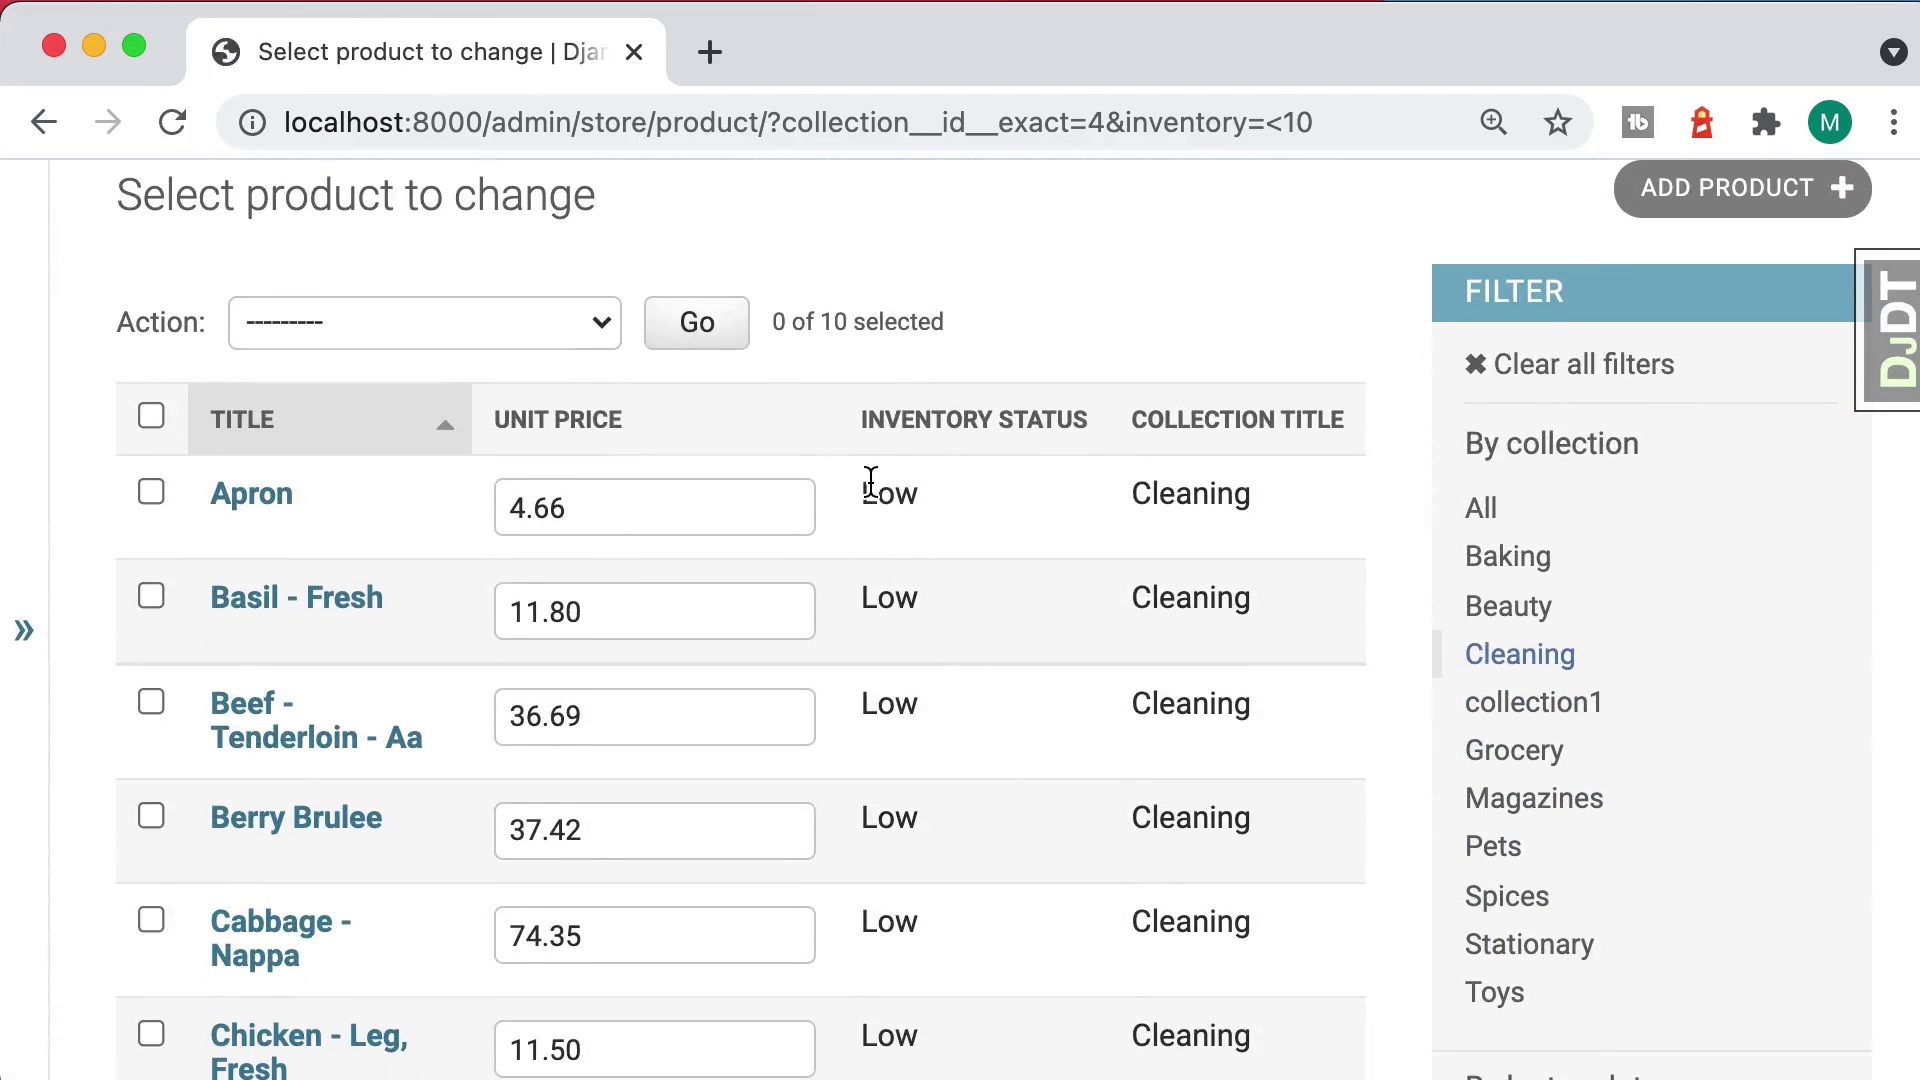 Select product to change | Djan
localhost:8000/admin/store/product/?collection__id__exact=4&inventory=<10
M
Select product to change
ADD PRODUCT
Action: --------- Go 0 of 10 selected
TITLE UNIT PRICE INVENTORY STATUS COLLECTION TITLE
Apron 4.66 Low Cleaning
Basil - Fresh 11.80 Low Cleaning
Beef -
Tenderloin - Aa 36.69 Low Cleaning
Berry Brulee 37.42 Low Cleaning
Cabbage -
Nappa 74.35 Low Cleaning
Chicken - Leg,
Fresh 11.50 Low Cleaning
FILTER
Clear all filters
By collection
All
Baking
Beauty
Cleaning
collection1
Grocery
Magazines
Pets
Spices
Stationary
Toys
DJDT